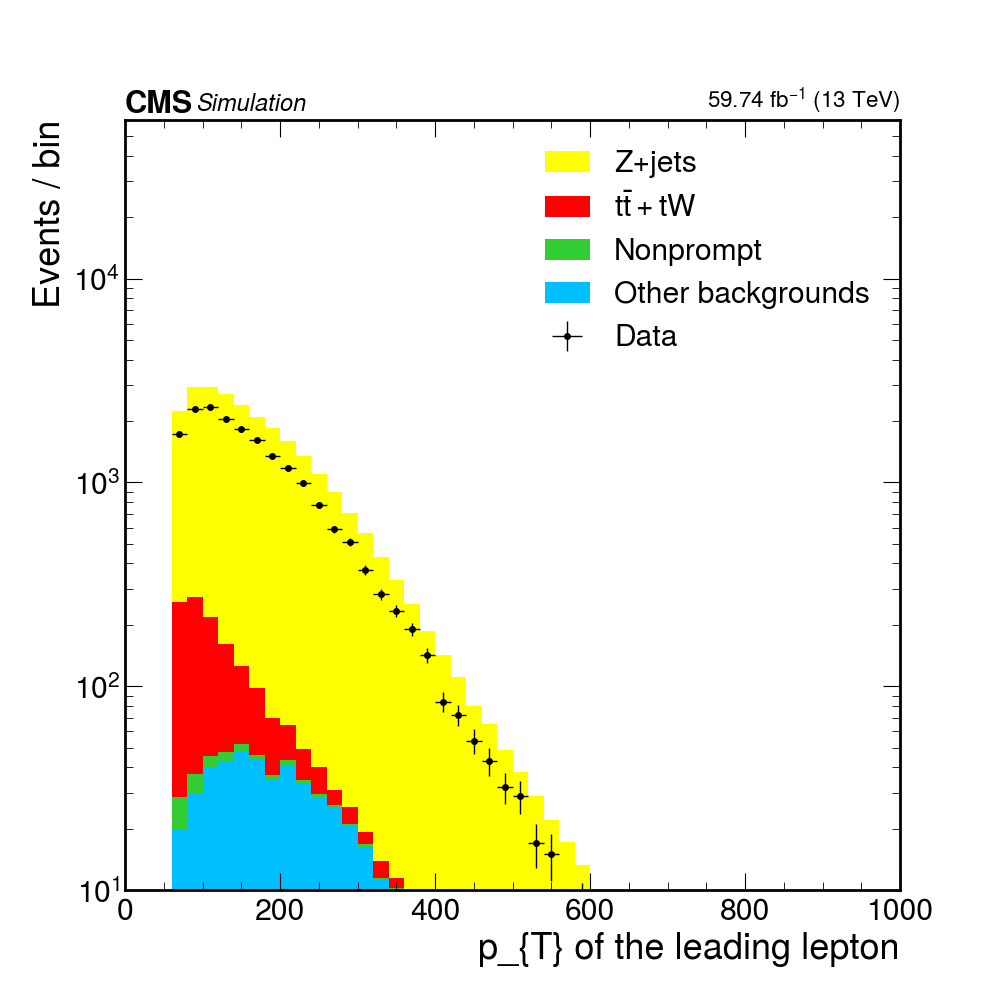 CMS Simulation 59.74 fb⁻¹ (13 TeV)
Events / bin
Z+jets
tt̄ + tW
Nonprompt
Other backgrounds
Data
10⁴
10³
10²
10¹
0 200 400 600 800 1000
p_{T} of the leading lepton